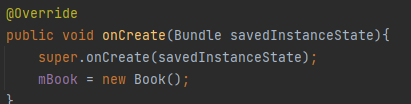 @Override
public void onCreate(Bundle savedInstanceState){
    super.onCreate(savedInstanceState);
    mBook = new Book();
}